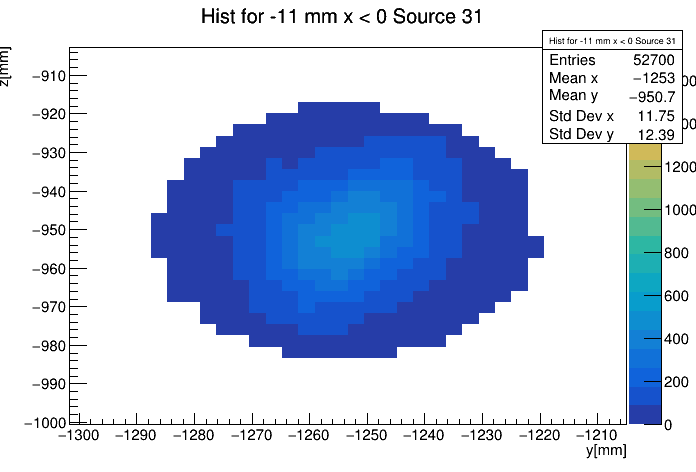 Hist for -11 mm x < 0 Source 31
z[mm]
Hist for -11 mm x < 0 Source 31
Entries 52700
Mean x −1253
Mean y −950.7
Std Dev x 11.75
Std Dev y 12.39
−910
−920
−930
−940
−950
−960
−970
−980
−990
−1000
−1300 −1290 −1280 −1270 −1260 −1250 −1240 −1230 −1220 −1210
y[mm]
1200
1000
800
600
400
200
0